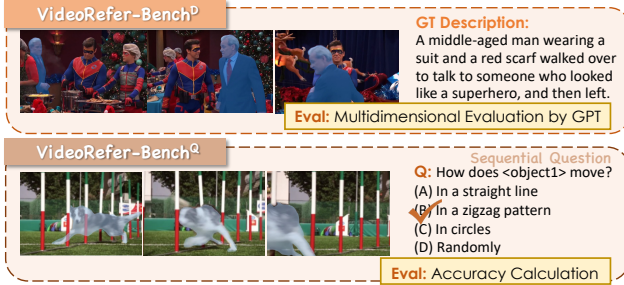 VideoRefer-Benchᴰ
GT Description:
A middle-aged man wearing a
suit and a red scarf walked over
to talk to someone who looked
like a superhero, and then left.
Eval: Multidimensional Evaluation by GPT
VideoRefer-Benchꟴ
Sequential Question
Q: How does <object1> move?
(A) In a straight line
(B) In a zigzag pattern
(C) In circles
(D) Randomly
Eval: Accuracy Calculation